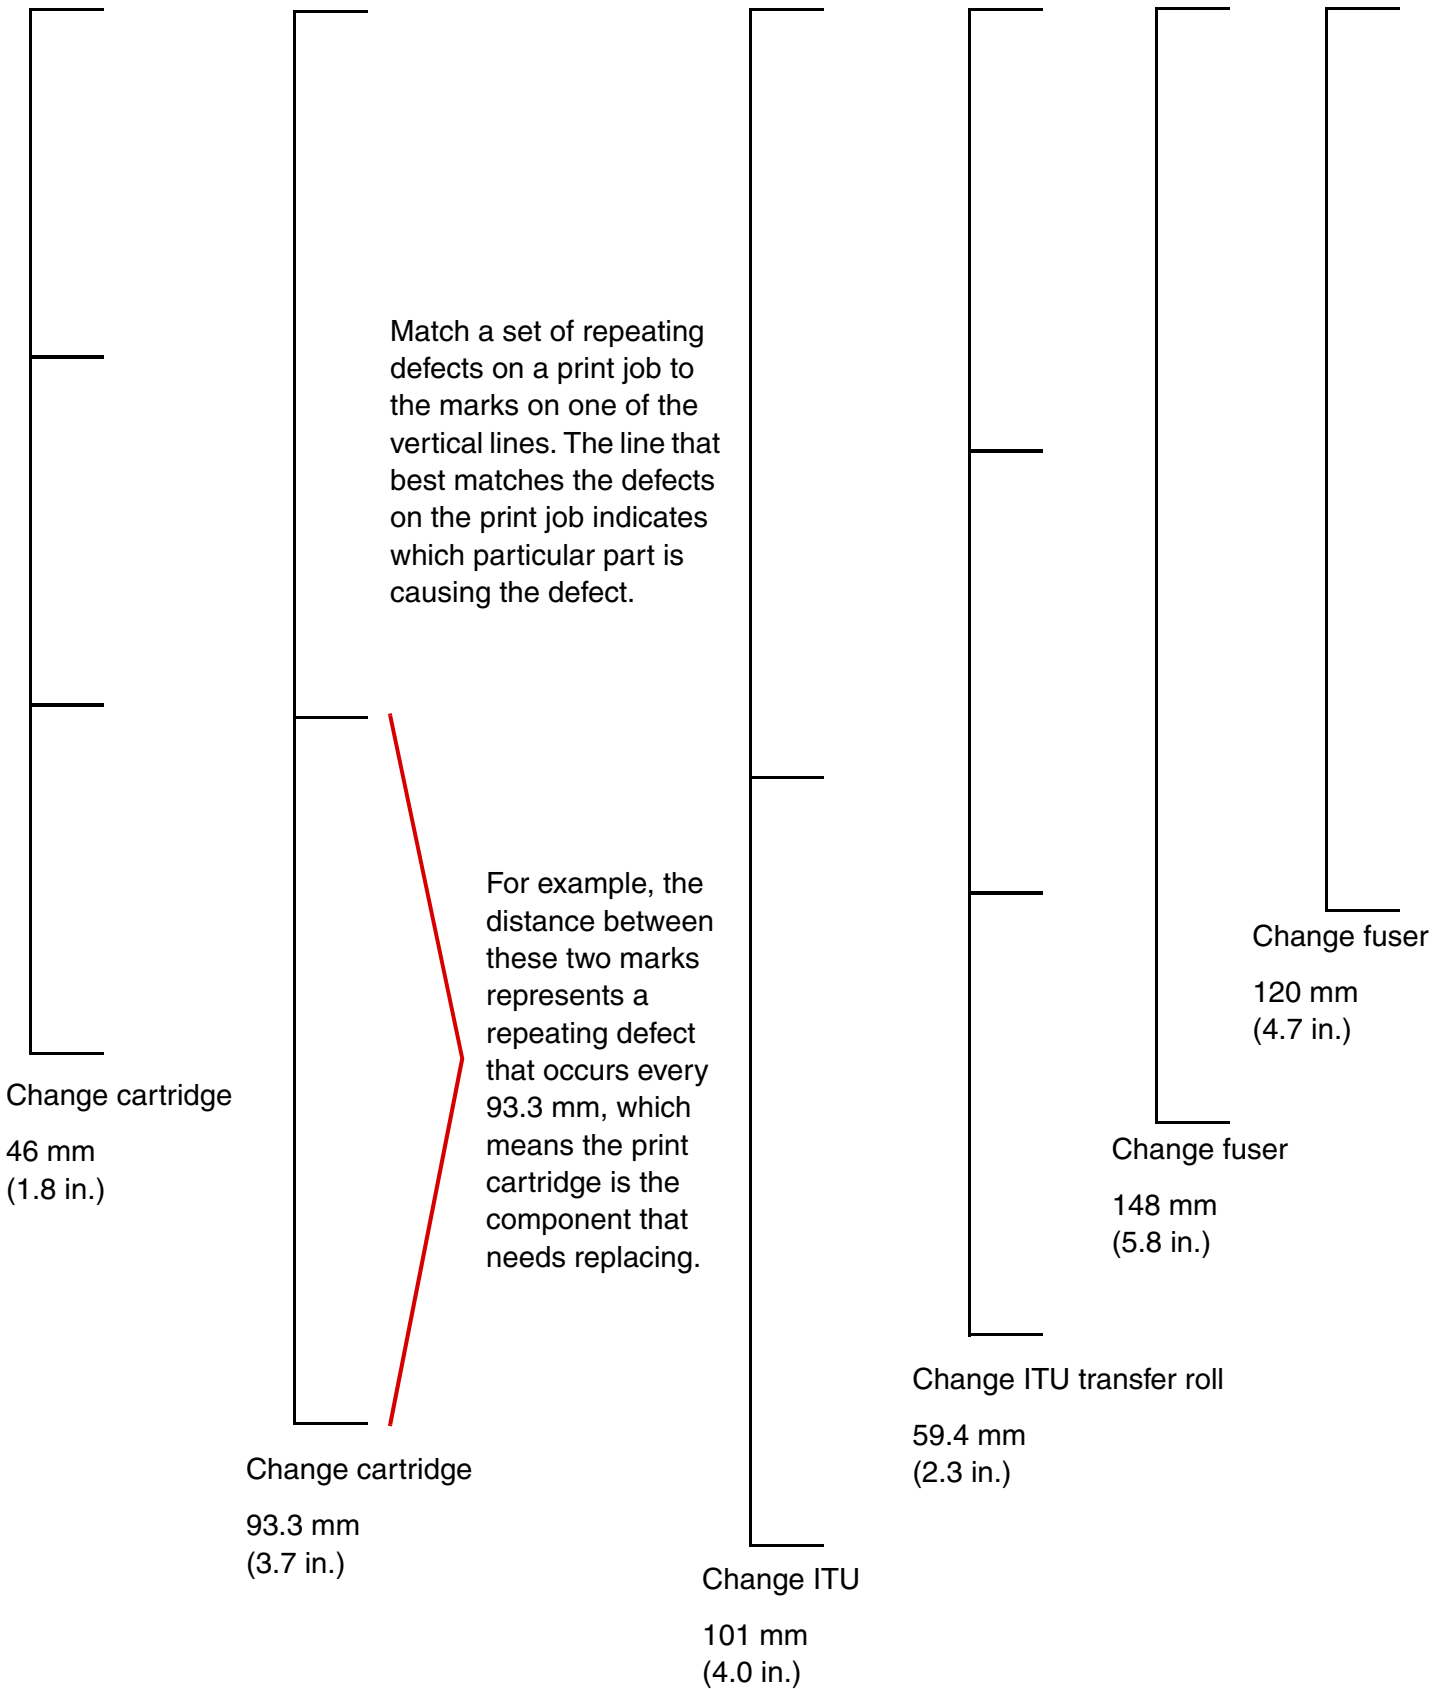 Match a set of repeating
defects on a print job to
the marks on one of the
vertical lines. The line that
best matches the defects
on the print job indicates
which particular part is
causing the defect.
For example, the
distance between
these two marks
represents a
repeating defect
that occurs every
93.3 mm, which
means the print
cartridge is the
component that
needs replacing.
Change cartridge
46 mm
(1.8 in.)
Change cartridge
93.3 mm
(3.7 in.)
Change ITU
101 mm
(4.0 in.)
Change ITU transfer roll
59.4 mm
(2.3 in.)
Change fuser
148 mm
(5.8 in.)
Change fuser
120 mm
(4.7 in.)